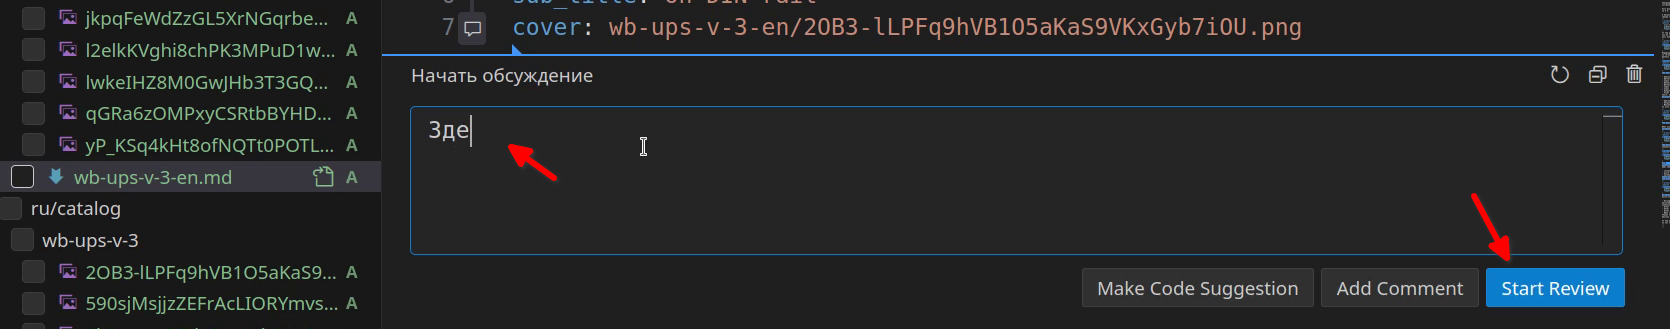 jkpqFeWdZzGL5XrNGqrbe... A
l2elkKVghi8chPK3MPuD1w... A
lwkeIHZ8M0GwJHb3T3GQ... A
qGRa6zOMPxyCSRtbBYHD... A
yP_KSq4kHt8ofNQTt0POTL... A
wb-ups-v-3-en.md A
ru/catalog
wb-ups-v-3
2OB3-lLPFq9hVB1O5aKaS9... A
590sjMsjjzZEFrAcLIORYmvs... A
7 cover: wb-ups-v-3-en/2OB3-lLPFq9hVB1O5aKaS9VKxGyb7iOU.png
Начать обсуждение
Зде
Make Code Suggestion
Add Comment
Start Review